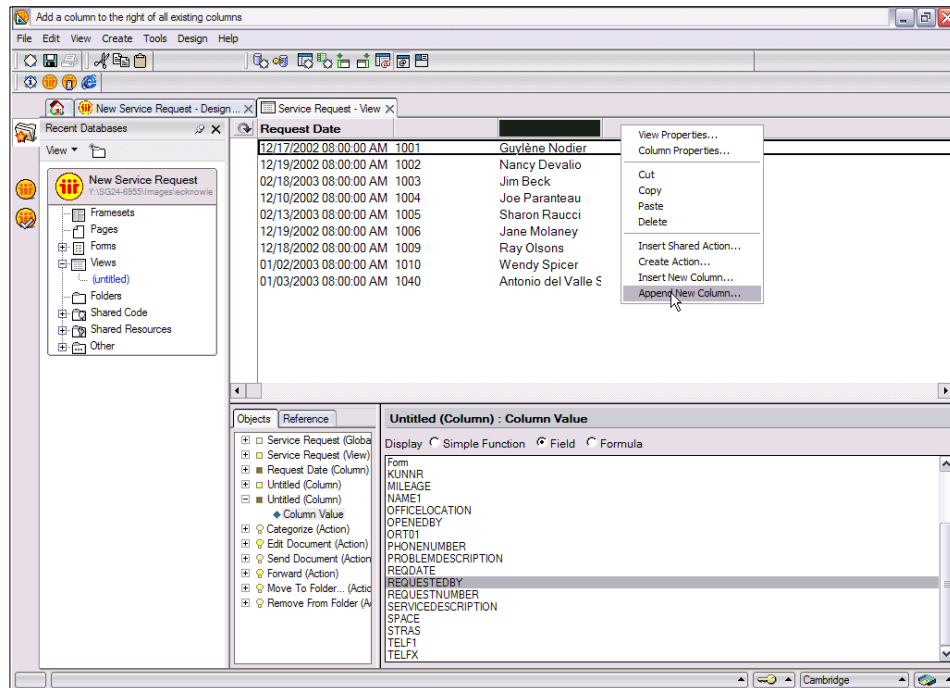 Add a column to the right of all existing columns
File Edit View Create Tools Design Help
New Service Request - Design ... Service Request - View
Recent Databases
View
New Service Request
Y:\SG24-6955\Images\eoknowle
Framesets
Pages
Forms
Views
(untitled)
Folders
Shared Code
Shared Resources
Other
Request Date
12/17/2002 08:00:00 AM 1001 Guylène Nodier
12/19/2002 08:00:00 AM 1002 Nancy Devalio
02/18/2003 08:00:00 AM 1003 Jim Beck
12/10/2002 08:00:00 AM 1004 Joe Paranteau
02/13/2003 08:00:00 AM 1005 Sharon Raucci
12/19/2002 08:00:00 AM 1006 Jane Molaney
12/18/2002 08:00:00 AM 1009 Ray Olsons
01/02/2003 08:00:00 AM 1010 Wendy Spicer
01/03/2003 08:00:00 AM 1040 Antonio del Valle S
View Properties...
Column Properties...
Cut
Copy
Paste
Delete
Insert Shared Action...
Create Action...
Insert New Column...
Append New Column...
Objects Reference
Service Request (Globa
Service Request (View)
Request Date (Column)
Untitled (Column)
Untitled (Column)
Column Value
Categorize (Action)
Edit Document (Action)
Send Document (Action
Forward (Action)
Move To Folder... (Actic
Remove From Folder (A
Untitled (Column) : Column Value
Display Simple Function Field Formula
Form
KUNNR
MILEAGE
NAME1
OFFICELOCATION
OPENEDBY
ORT01
PHONENUMBER
PROBLEMDESCRIPTION
REQDATE
REQUESTEDBY
REQUESTNUMBER
SERVICEDESCRIPTION
SPACE
STRAS
TELF1
TELFX
Cambridge